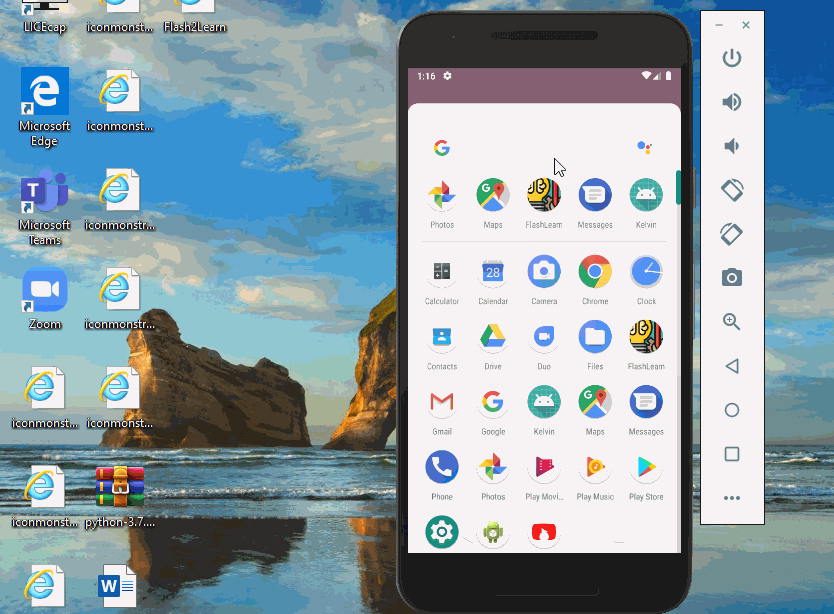 LICEcap
iconmonst...
Flash2Learn
Microsoft
Edge
iconmonst...
Microsoft
Teams
iconmonstr...
Zoom
iconmonstr...
iconmonst...
iconmonst...
iconmonst...
python-3.7....
W
1:16
G
Photos
Maps
FlashLearn
Messages
Kelvin
28
Calculator
Calendar
Camera
Chrome
Clock
Contacts
Drive
Duo
Files
FlashLearn
Gmail
Google
Kelvin
Maps
Messages
Phone
Photos
Play Movi...
Play Music
Play Store